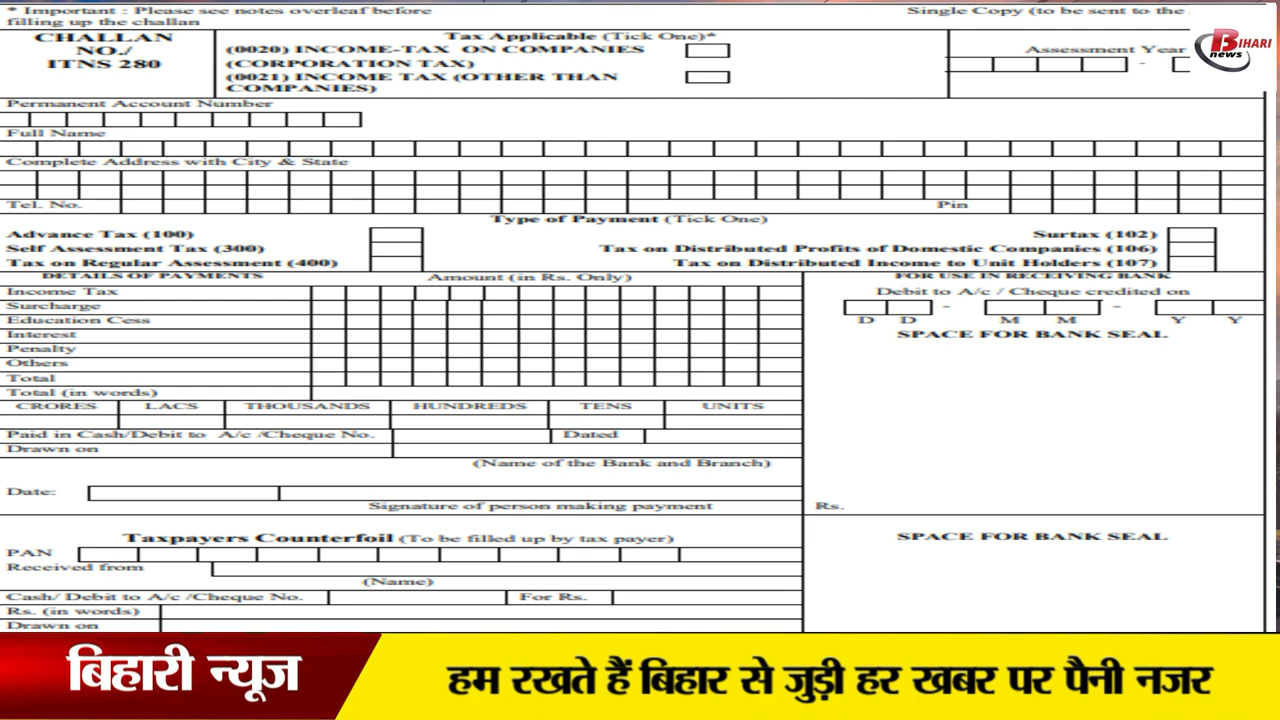 * Important : Please see notes overleaf before
filling up the challan
Single Copy (to be sent to the
CHALLAN
NO./
ITNS 280
Tax Applicable (Tick One)*
(0020) INCOME-TAX ON COMPANIES
(CORPORATION TAX)
(0021) INCOME TAX (OTHER THAN
COMPANIES)
Assessment Year
-
BIHARI
news
Permanent Account Number
Full Name
Complete Address with City & State
Tel. No.
Pin
Type of Payment (Tick One)
Advance Tax (100)
Surtax (102)
Self Assessment Tax (300)
Tax on Distributed Profits of Domestic Companies (106)
Tax on Regular Assessment (400)
Tax on Distributed Income to Unit Holders (107)
DETAILS OF PAYMENTS
Amount (in Rs. Only)
FOR USE IN RECEIVING BANK
Income Tax
Debit to A/c / Cheque credited on
Surcharge
- -
Education Cess
D D M M Y Y
Interest
SPACE FOR BANK SEAL
Penalty
Others
Total
Total (in words)
CRORES LACS THOUSANDS HUNDREDS TENS UNITS
Paid in Cash/Debit to A/c /Cheque No.
Dated
Drawn on
(Name of the Bank and Branch)
Date:
Signature of person making payment
Rs.
Taxpayers Counterfoil (To be filled up by tax payer)
SPACE FOR BANK SEAL
PAN
Received from
(Name)
Cash/ Debit to A/c /Cheque No.
For Rs.
Rs. (in words)
Drawn on
बिहारी न्यूज
हम रखते हैं बिहार से जुड़ी हर खबर पर पैनी नजर